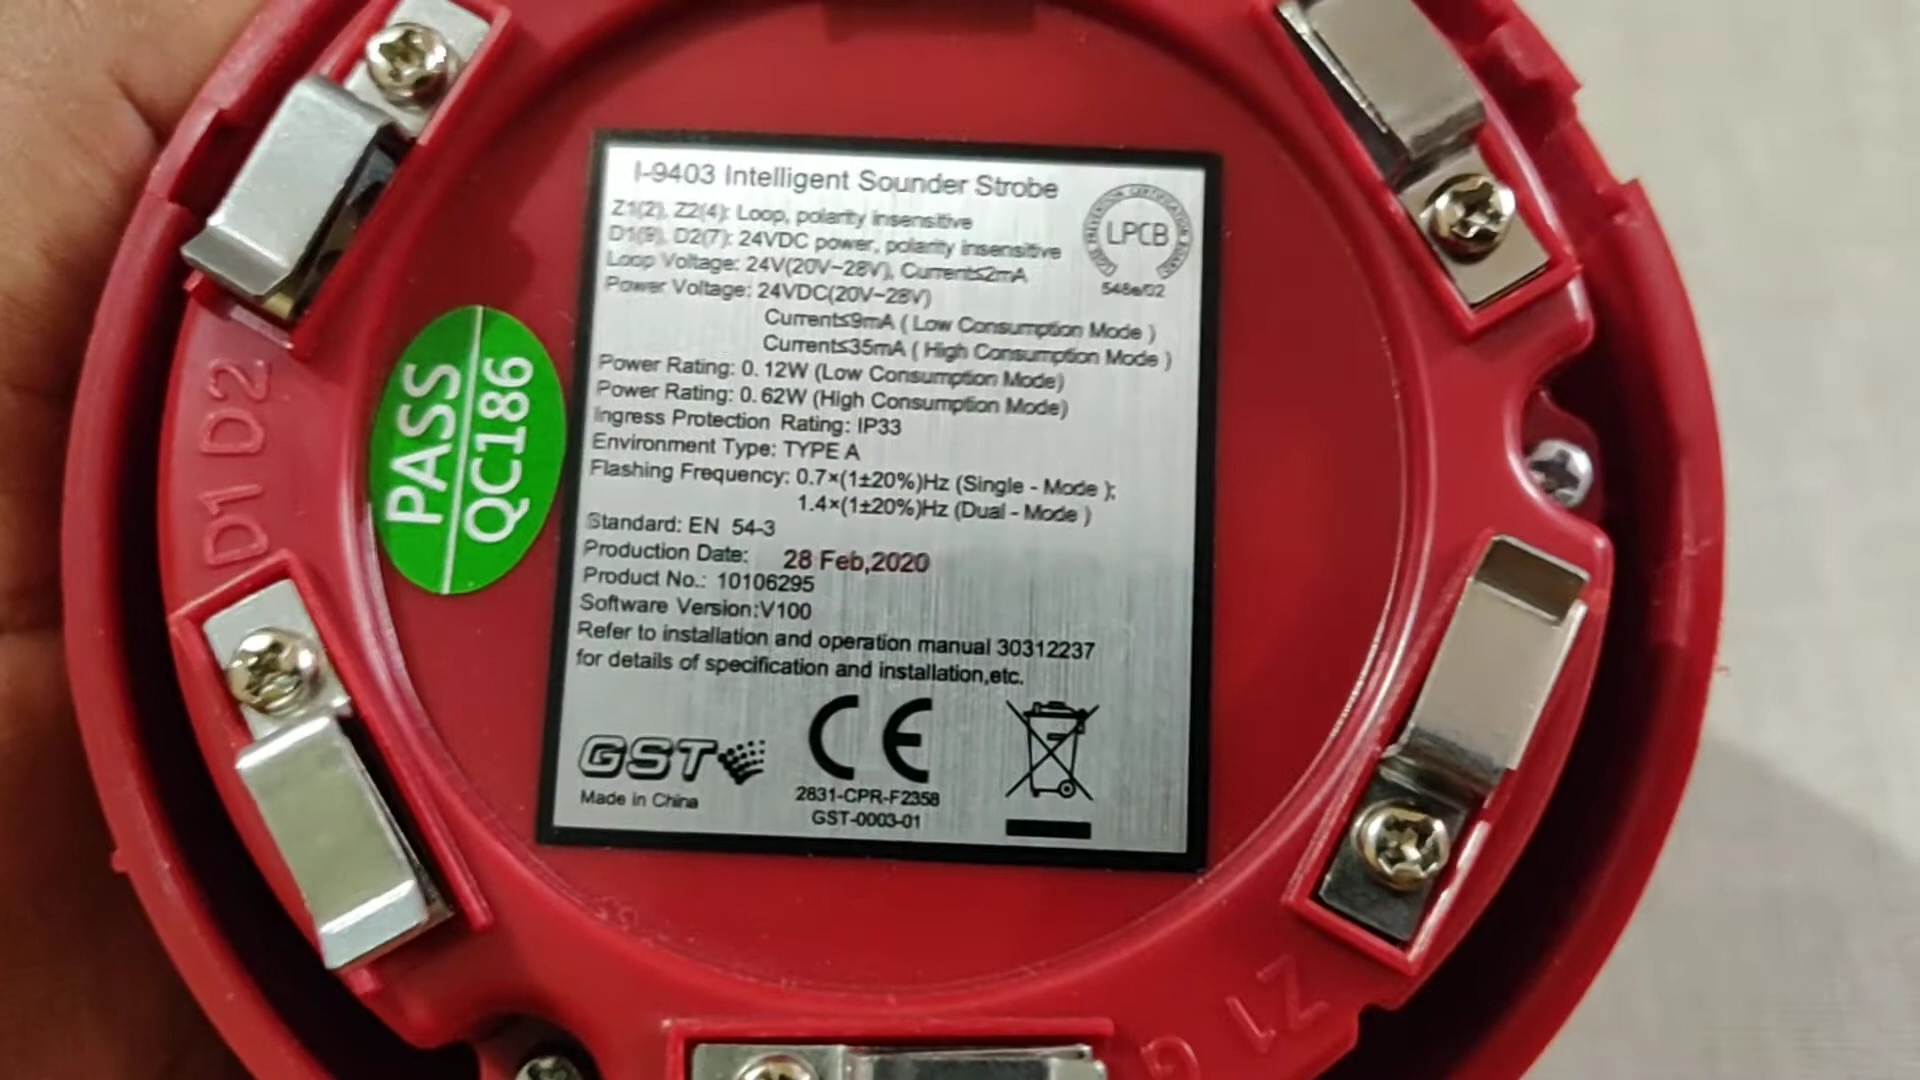 I-9403 Intelligent Sounder Strobe
Z1(2), Z2(4): Loop, polarity insensitive
D1(9), D2(7): 24VDC power, polarity insensitive
Loop Voltage: 24V(20V~28V), Current≤2mA
Power Voltage: 24VDC(20V~28V)
Current≤9mA ( Low Consumption Mode )
Current≤35mA ( High Consumption Mode )
Power Rating: 0. 12W (Low Consumption Mode)
Power Rating: 0. 62W (High Consumption Mode)
Ingress Protection Rating: IP33
Environment Type: TYPE A
Flashing Frequency: 0.7×(1±20%)Hz (Single - Mode );
1.4×(1±20%)Hz (Dual - Mode )
Standard: EN 54-3
Production Date: 28 Feb,2020
Product No.: 10106295
Software Version:V100
Refer to installation and operation manual 30312237
for details of specification and installation,etc.
GST
Made in China
CE
2831-CPR-F2358
GST-0003-01
LPCB
LOSS PREVENTION CERTIFICATION BOARD
548e/02
PASS
QC186
D1 D2
Z1
G